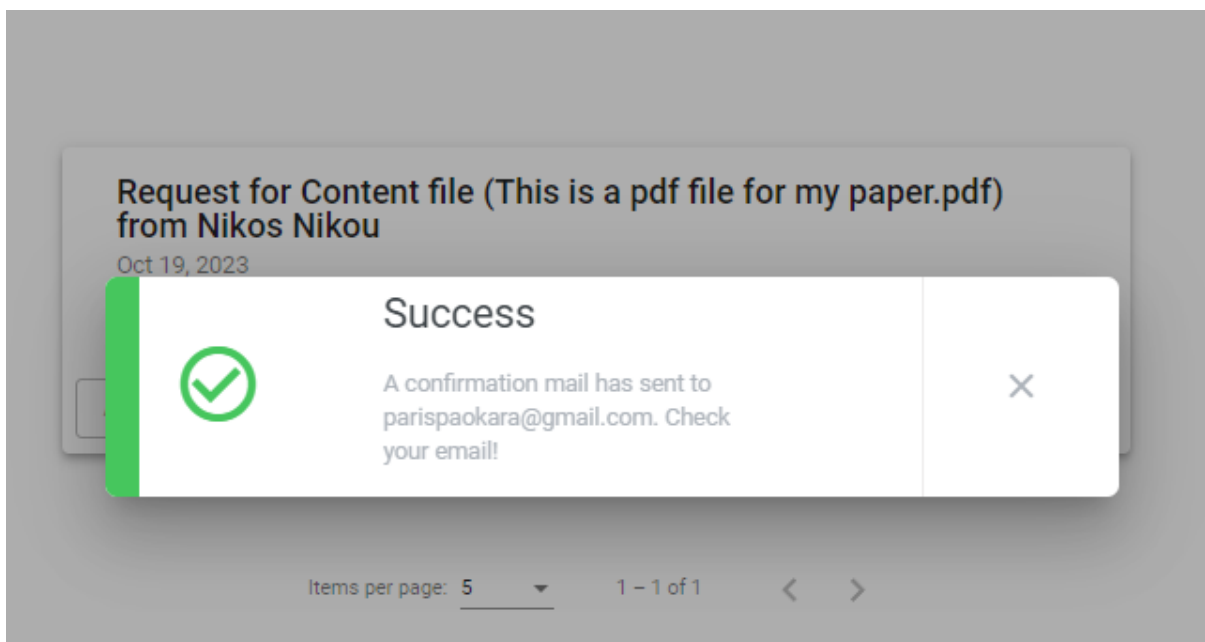 Request for Content file (This is a pdf file for my paper.pdf)
from Nikos Nikou
Oct 19, 2023
Success
A confirmation mail has sent to
parispaokara@gmail.com. Check
your email!
Items per page: 5
1 – 1 of 1